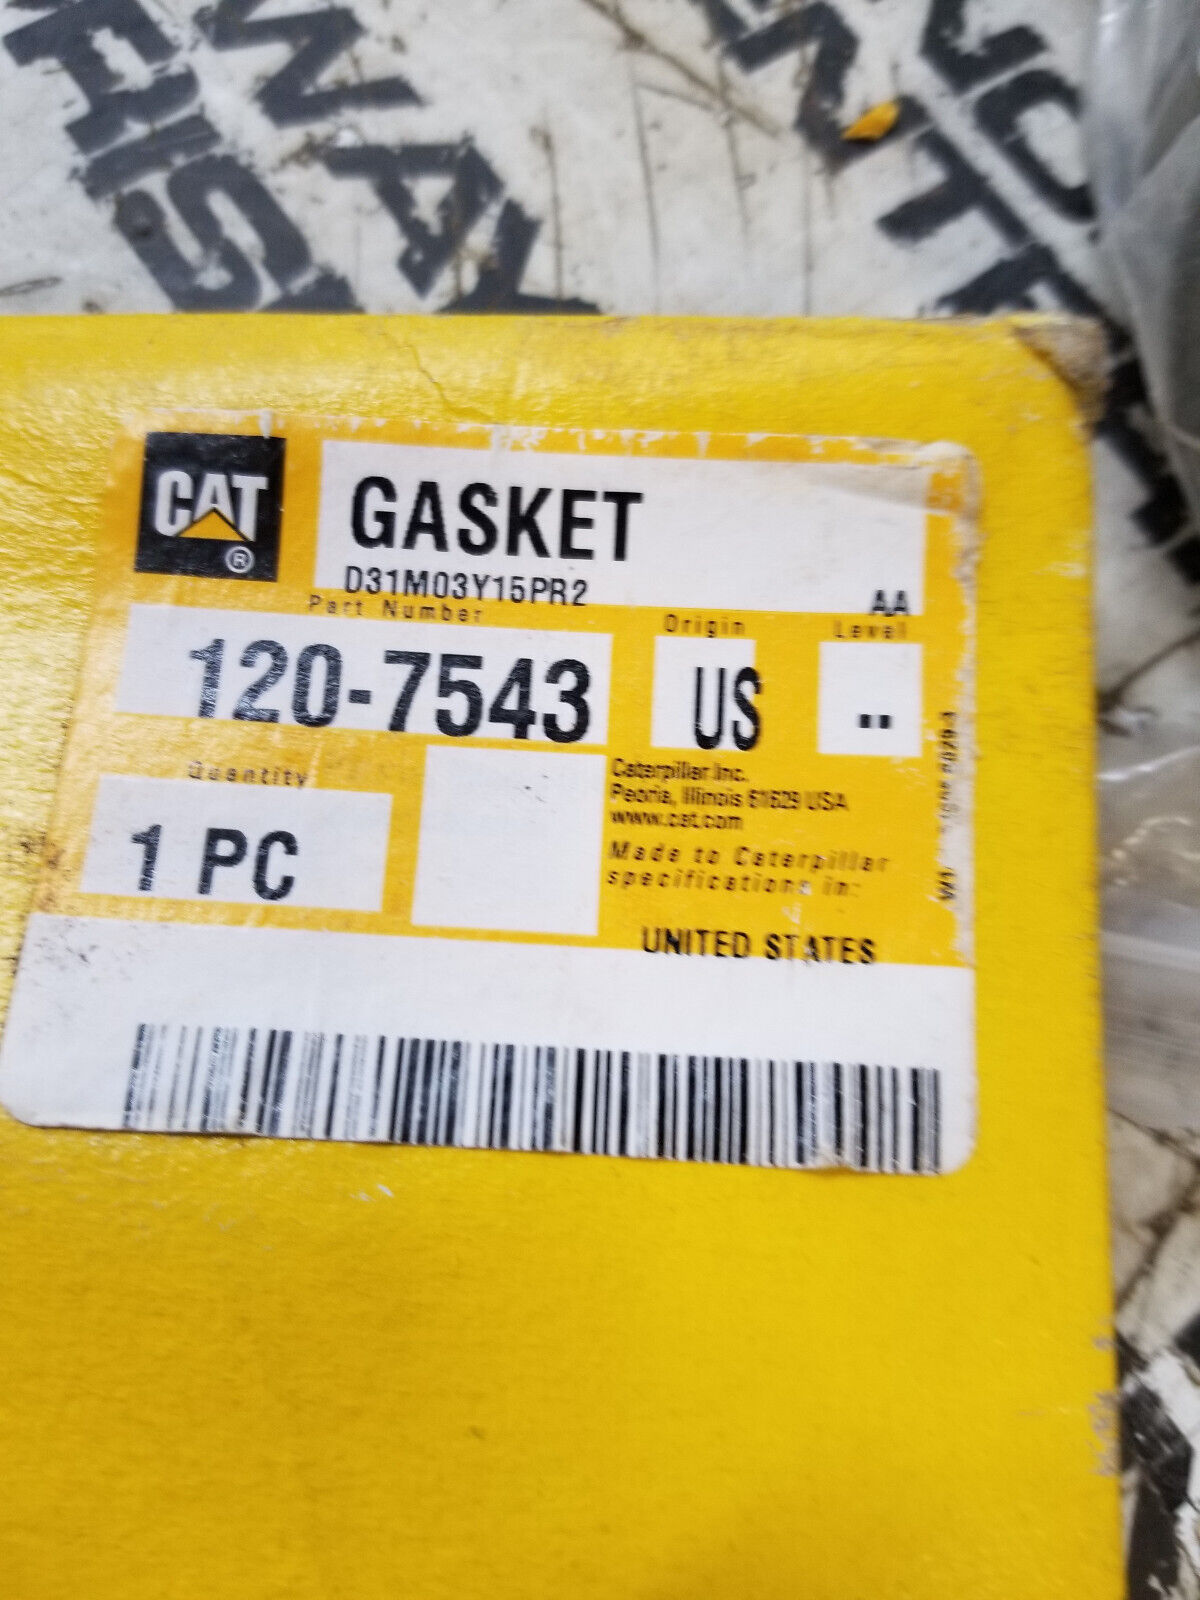 CAT
®
GASKET
D31M03Y15PR2 AA
Part Number Origin Level
120-7543 US --
Quantity
1 PC
Caterpillar Inc.
Peoria, Illinois 61629 USA
www.cat.com
Made to Caterpillar
specifications in:
UNITED STATES